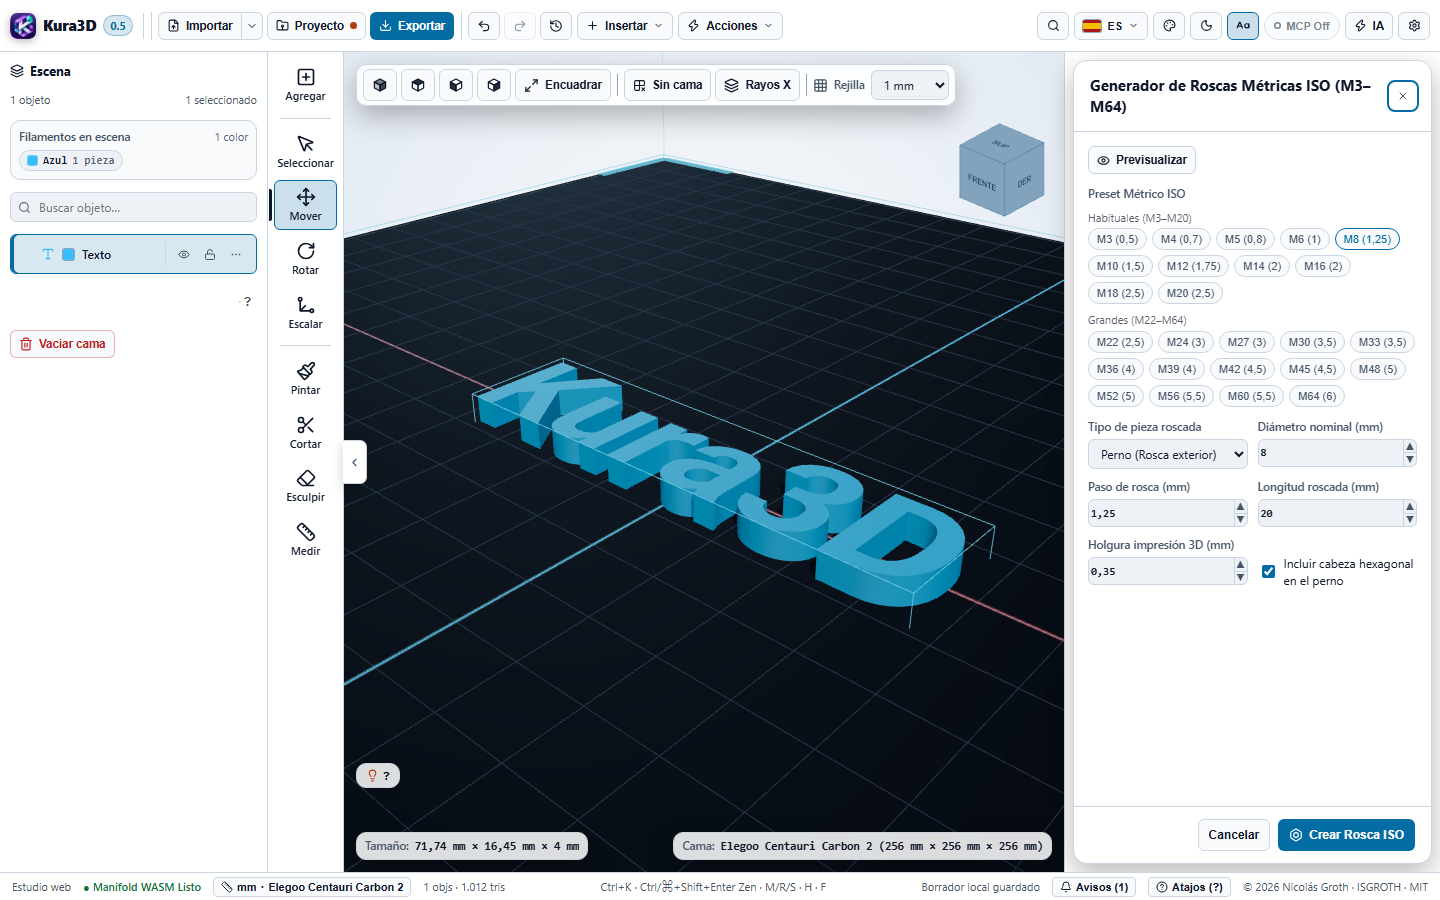 Kura3D 0.5 Importar Proyecto Exportar Insertar Acciones ES Aa MCP Off IA
Escena
1 objeto 1 seleccionado
Filamentos en escena 1 color
Azul 1 pieza
Buscar objeto...
Texto
?
Vaciar cama
Agregar
Seleccionar
Mover
Rotar
Escalar
Pintar
Cortar
Esculpir
Medir
Encuadrar Sin cama Rayos X Rejilla 1 mm
SUP
FRENTE DER
Kura3D
?
Tamaño: 71,74 mm × 16,45 mm × 4 mm
Cama: Elegoo Centauri Carbon 2 (256 mm × 256 mm × 256 mm)
Generador de Roscas Métricas ISO (M3–
M64)
Previsualizar
Preset Métrico ISO
Habituales (M3–M20)
M3 (0,5) M4 (0,7) M5 (0,8) M6 (1) M8 (1,25)
M10 (1,5) M12 (1,75) M14 (2) M16 (2)
M18 (2,5) M20 (2,5)
Grandes (M22–M64)
M22 (2,5) M24 (3) M27 (3) M30 (3,5) M33 (3,5)
M36 (4) M39 (4) M42 (4,5) M45 (4,5) M48 (5)
M52 (5) M56 (5,5) M60 (5,5) M64 (6)
Tipo de pieza roscada Diámetro nominal (mm)
Perno (Rosca exterior) 8
Paso de rosca (mm) Longitud roscada (mm)
1,25 20
Holgura impresión 3D (mm)
0,35 Incluir cabeza hexagonal
en el perno
Cancelar Crear Rosca ISO
Estudio web Manifold WASM Listo mm · Elegoo Centauri Carbon 2 1 objs · 1.012 tris Ctrl+K · Ctrl/⌘+Shift+Enter Zen · M/R/S · H · F Borrador local guardado Avisos (1) Atajos (?) © 2026 Nicolás Groth · ISGROTH · MIT